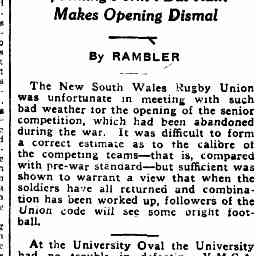 Makes Opening Dismal
By RAMBLER
The New South Wales Rugby Union
was unfortunate in meeting with such
bad weather for the opening of the senior
competition, which had been abandoned
during the war. It was difficult to form
a correct estimate as to the calibre of
the competing teams—that is, compared
with pre-war standard—but sufficient was
shown to warrant a view that when the
soldiers have all returned and combina-
tion has been worked up, followers of the
Union code will see some bright foot-
ball.
At the University Oval the University